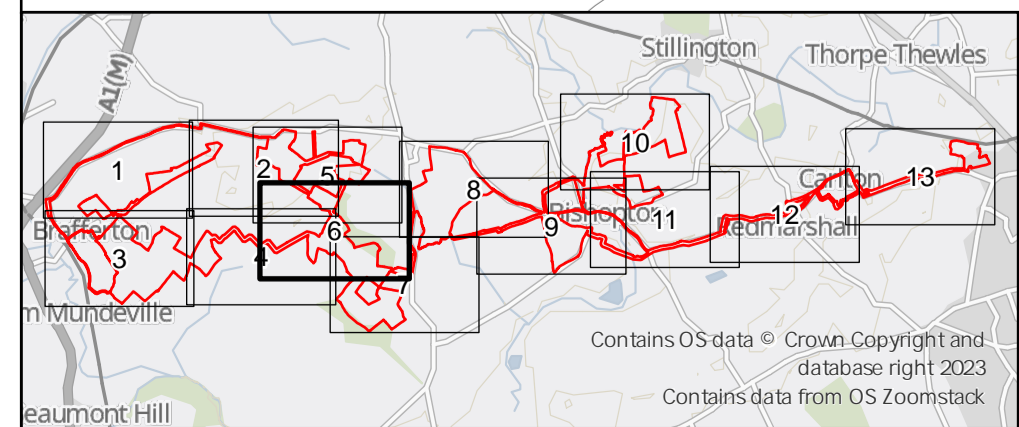 Stillington
Thorpe Thewles
A1(M)
10
1
2
5
Carlton
13
8
Bishopton
11
12
Redmarshall
Brafferton
6
9
3
4
7
m Mundeville
Contains OS data © Crown Copyright and
database right 2023
Contains data from OS Zoomstack
eaumont Hill